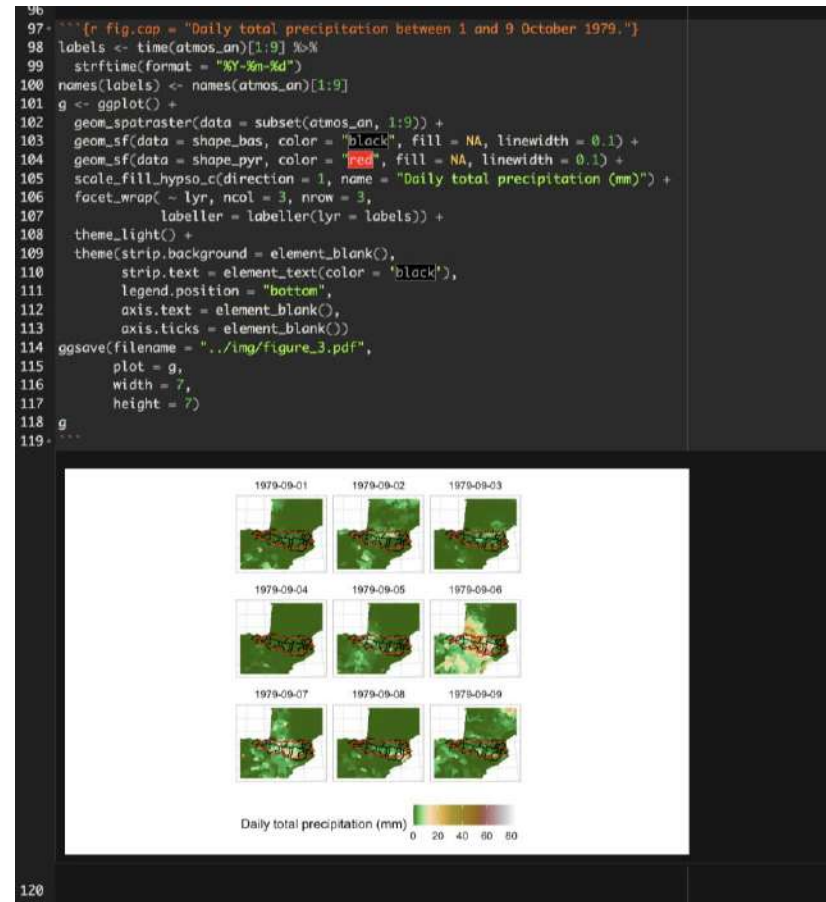 96
97 ```{r fig.cap = "Daily total precipitation between 1 and 9 October 1979."}
98 labels <- time(atmos_an)[1:9] %>%
99   strftime(format = "%Y-%m-%d")
100 names(labels) <- names(atmos_an)[1:9]
101 g <- ggplot() +
102   geom_spatraster(data = subset(atmos_an, 1:9)) +
103   geom_sf(data = shape_bas, color = "black", fill = NA, linewidth = 0.1) +
104   geom_sf(data = shape_pyr, color = "red", fill = NA, linewidth = 0.1) +
105   scale_fill_hypso_c(direction = 1, name = "Daily total precipitation (mm)") +
106   facet_wrap( ~ lyr, ncol = 3, nrow = 3,
107              labeller = labeller(lyr = labels)) +
108   theme_light() +
109   theme(strip.background = element_blank(),
110         strip.text = element_text(color = 'black'),
111         legend.position = "bottom",
112         axis.text = element_blank(),
113         axis.ticks = element_blank())
114 ggsave(filename = "../img/figure_3.pdf",
115        plot = g,
116        width = 7,
117        height = 7)
118 g
119 ```
1979-09-01 1979-09-02 1979-09-03
1979-09-04 1979-09-05 1979-09-06
1979-09-07 1979-09-08 1979-09-09
Daily total precipitation (mm)
0 20 40 60 80
120